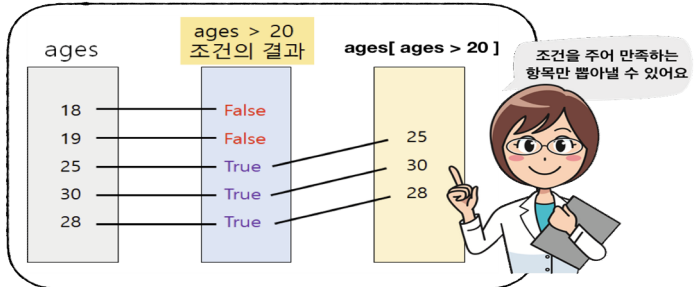 ages
ages > 20
조건의 결과
ages[ ages > 20 ]
조건을 주어 만족하는
항목만 뽑아낼 수 있어요
18 False
19 False
25 True 25
30 True 30
28 True 28